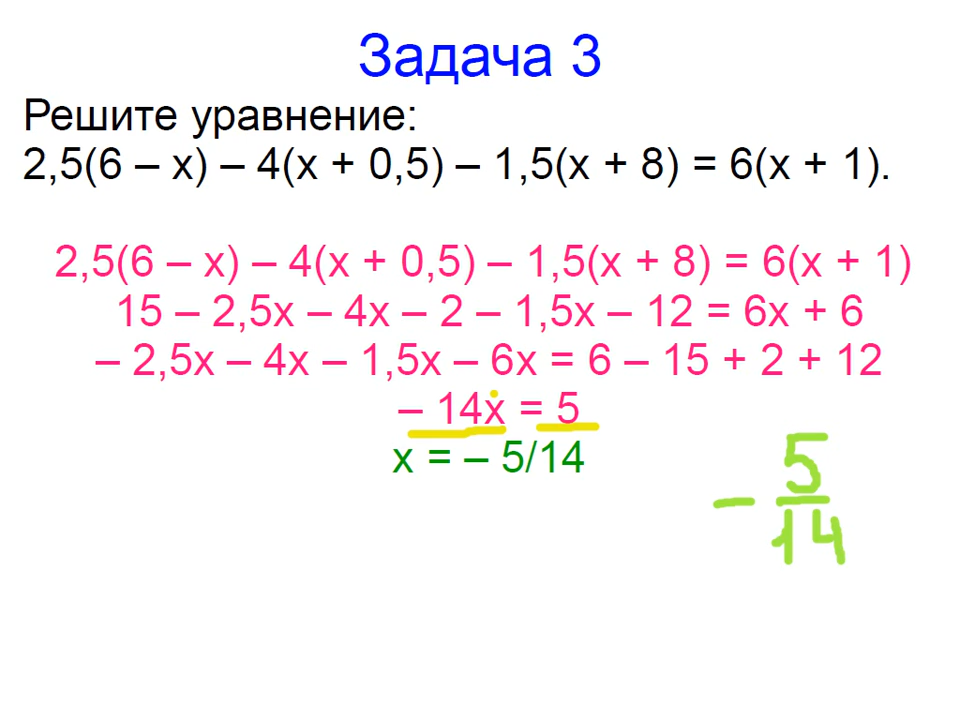 Задача 3
Решите уравнение:
2,5(6 – x) – 4(x + 0,5) – 1,5(x + 8) = 6(x + 1).
2,5(6 – x) – 4(x + 0,5) – 1,5(x + 8) = 6(x + 1)
15 – 2,5x – 4x – 2 – 1,5x – 12 = 6x + 6
– 2,5x – 4x – 1,5x – 6x = 6 – 15 + 2 + 12
– 14x = 5
x = – 5/14
– 5/14